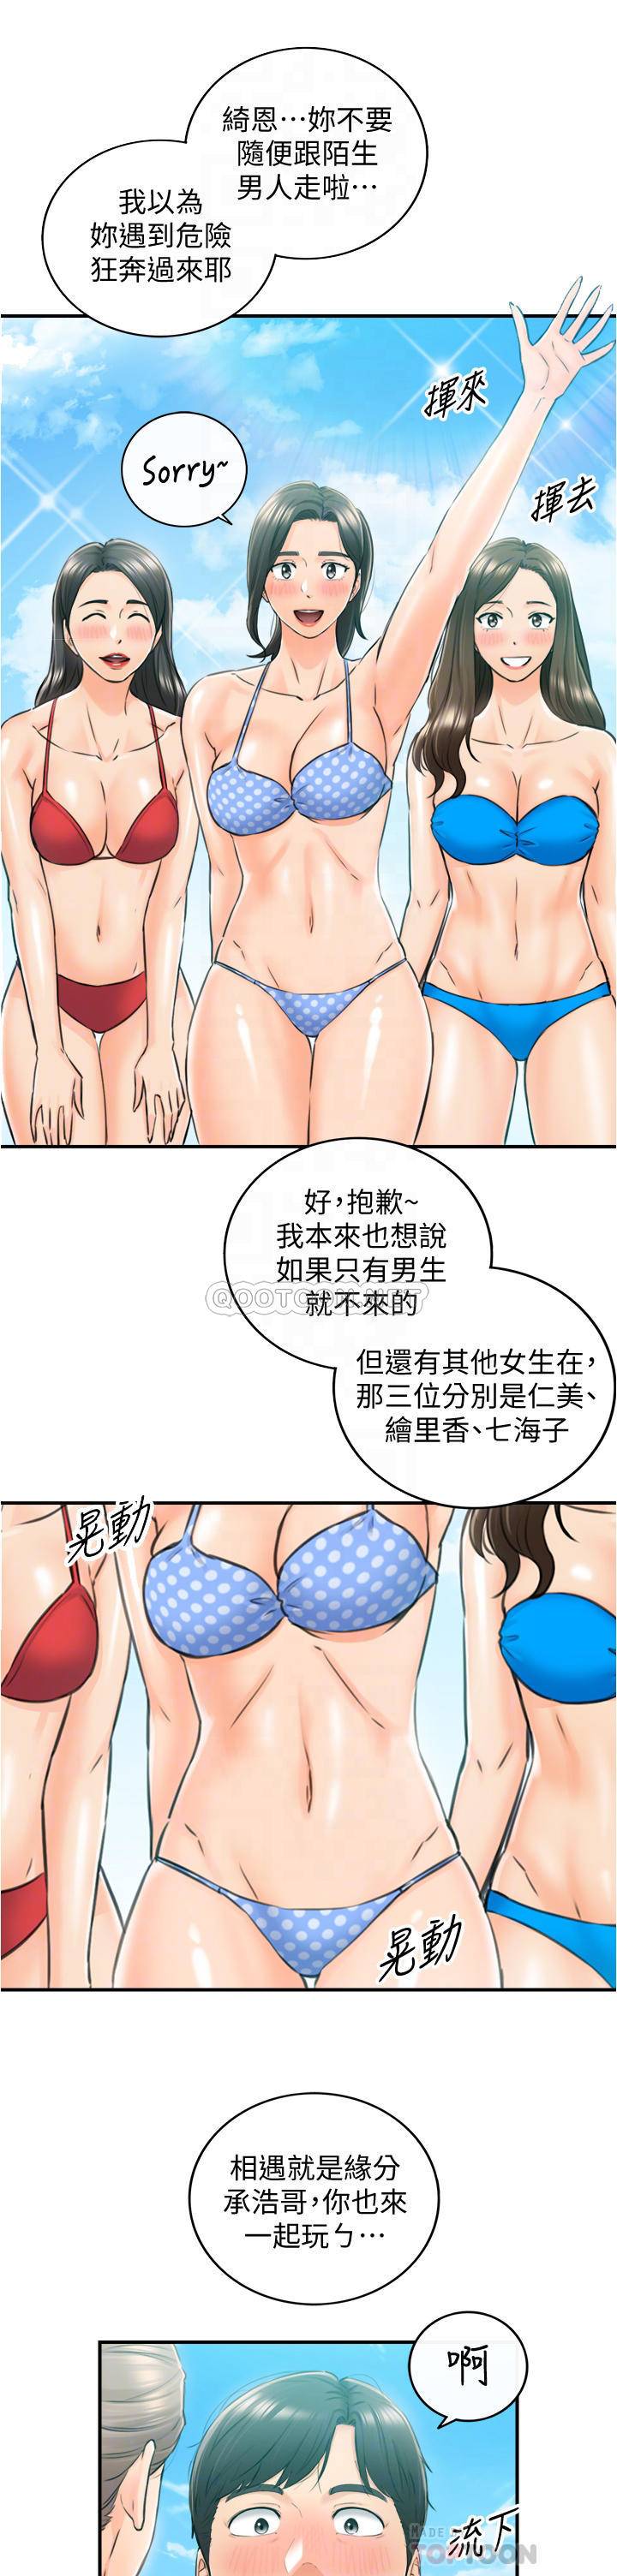 綺恩…妳不要
隨便跟陌生
男人走啦…
我以為
妳遇到危險
狂奔過來耶
揮來
Sorry~
揮去
好,抱歉~
我本來也想說
如果只有男生
就不來的
QOOTOON.NET
但還有其他女生在,
那三位分別是仁美、
繪里香、七海子
晃動
晃動
相遇就是緣分
承浩哥,你也來
一起玩ㄅ…
啊
流下
MADE
TOPTOON